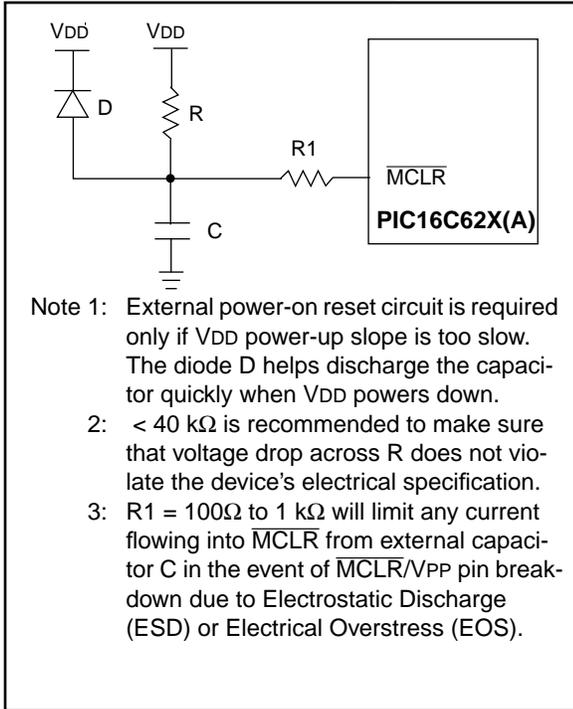 VDD VDD
D
R
R1
MCLR
PIC16C62X(A)
C
Note 1: External power-on reset circuit is required
only if VDD power-up slope is too slow.
The diode D helps discharge the capaci-
tor quickly when VDD powers down.
2: < 40 kΩ is recommended to make sure
that voltage drop across R does not vio-
late the device's electrical specification.
3: R1 = 100Ω to 1 kΩ will limit any current
flowing into MCLR from external capaci-
tor C in the event of MCLR/VPP pin break-
down due to Electrostatic Discharge
(ESD) or Electrical Overstress (EOS).